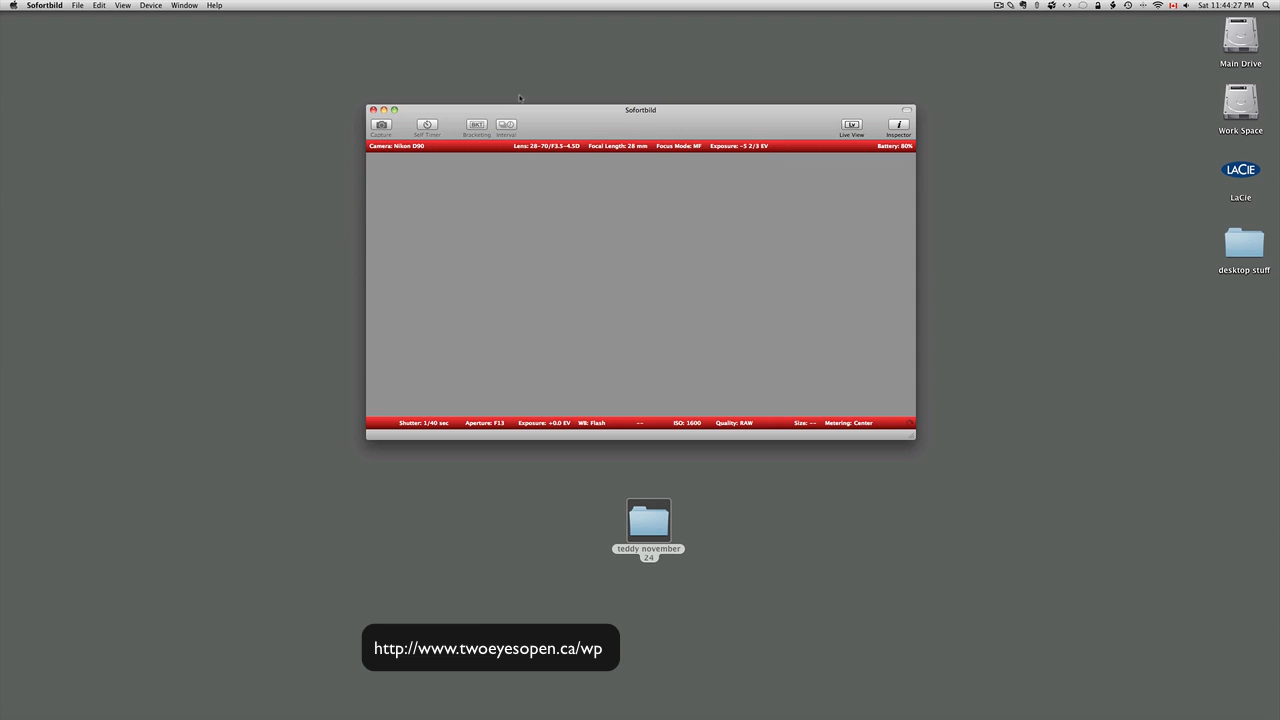 Sofortbild File Edit View Device Window Help Sat 11:44:27 PM
Main Drive
Work Space
LACIE
LaCie
desktop stuff
Sofortbild
Capture Self Timer BKT Bracketing Interval Lv Live View i Inspector
Camera: Nikon D90 Lens: 28-70/F3.5-4.5D Focal Length: 28 mm Focus Mode: MF Exposure: -5 2/3 EV Battery: 80%
Shutter: 1/40 sec Aperture: F13 Exposure: +0.0 EV WB: Flash -- ISO: 1600 Quality: RAW Size: -- Metering: Center
teddy november
24
http://www.twoeyesopen.ca/wp